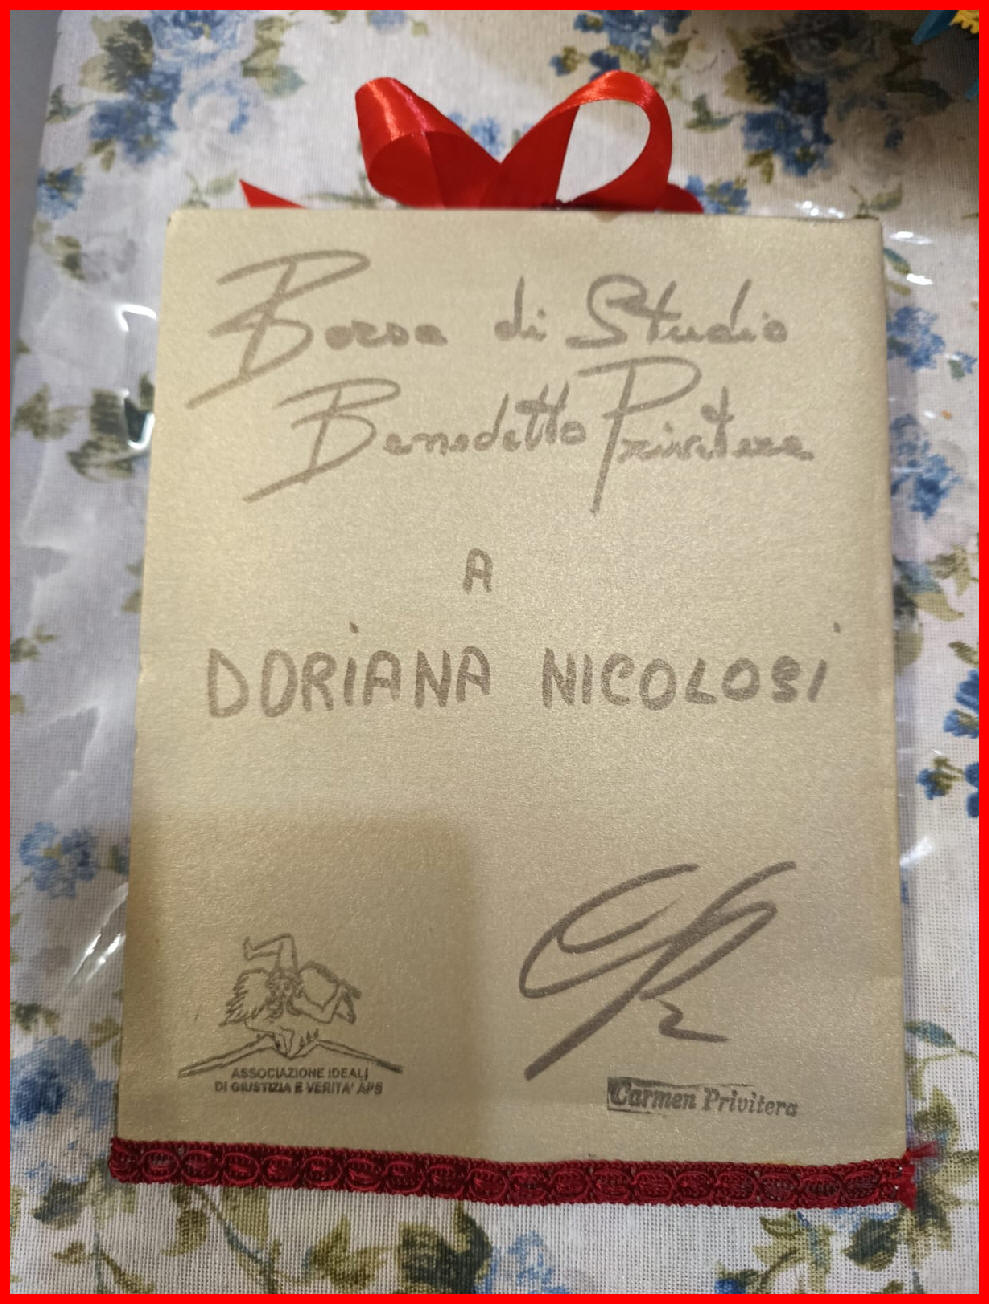 Borsa di Studio
Benedetto Privitera
A
DORIANA NICOLOSI
ASSOCIAZIONE IDEALI
DI GIUSTIZIA E VERITA' APS
Carmen Privitera